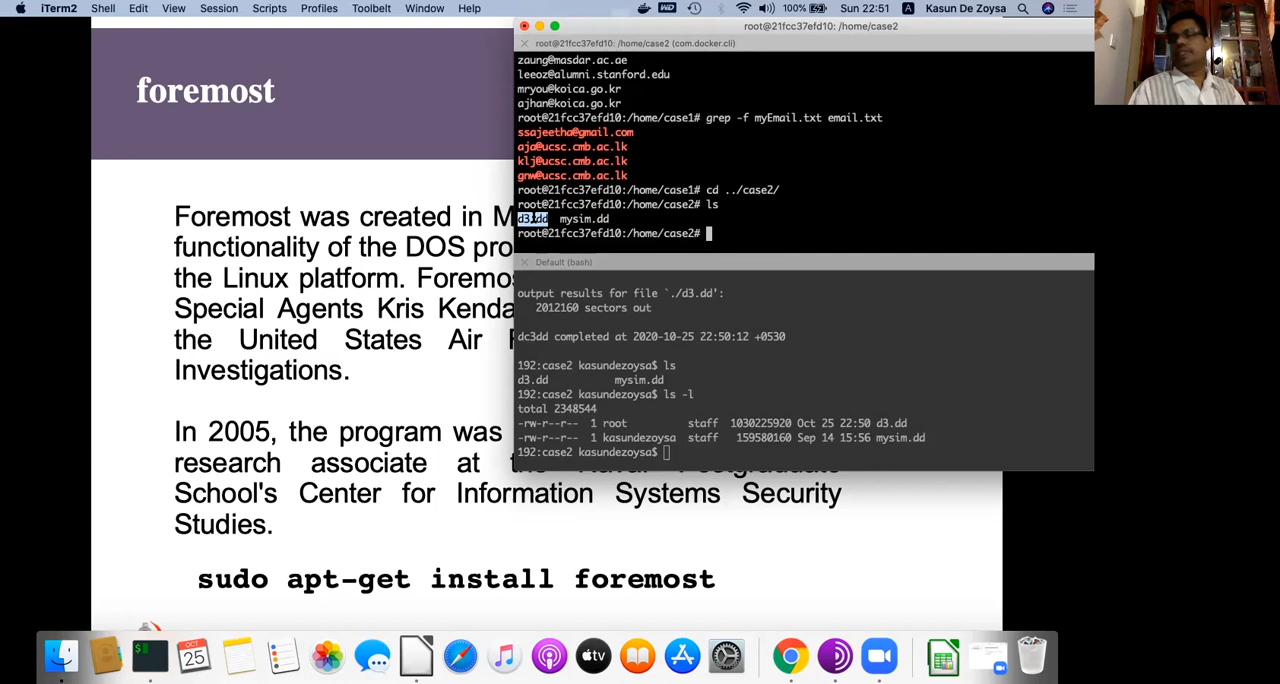 iTerm2 Shell Edit View Session Scripts Profiles Toolbelt Window Help 100% Sun 22:51 A Kasun De Zoysa
root@21fcc37efd10: /home/case2
root@21fcc37efd10: /home/case2 (com.docker.cli)
zaung@masdar.ac.ae
leeoz@alumni.stanford.edu
mryou@koica.go.kr
ajhan@koica.go.kr
root@21fcc37efd10:/home/case1# grep -f myEmail.txt email.txt
ssajeetha@gmail.com
aja@ucsc.cmb.ac.lk
klj@ucsc.cmb.ac.lk
gnw@ucsc.cmb.ac.lk
root@21fcc37efd10:/home/case1# cd ../case2/
root@21fcc37efd10:/home/case2# ls
d3.dd mysim.dd
root@21fcc37efd10:/home/case2#
Default (bash)
output results for file `./d3.dd':
2012160 sectors out
dc3dd completed at 2020-10-25 22:50:12 +0530
192:case2 kasundezoysa$ ls
d3.dd mysim.dd
192:case2 kasundezoysa$ ls -l
total 2348544
-rw-r--r-- 1 root staff 1030225920 Oct 25 22:50 d3.dd
-rw-r--r-- 1 kasundezoysa staff 159580160 Sep 14 15:56 mysim.dd
192:case2 kasundezoysa$
foremost
Foremost was created in M
functionality of the DOS pro
the Linux platform. Foremos
Special Agents Kris Kenda
the United States Air F
Investigations.
In 2005, the program was
research associate at
School's Center for Information Systems Security
Studies.
sudo apt-get install foremost
OCT
25
tv